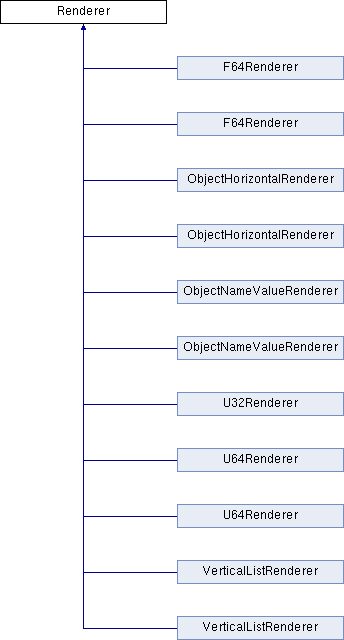 Renderer
F64Renderer
F64Renderer
ObjectHorizontalRenderer
ObjectHorizontalRenderer
ObjectNameValueRenderer
ObjectNameValueRenderer
U32Renderer
U64Renderer
U64Renderer
VerticalListRenderer
VerticalListRenderer